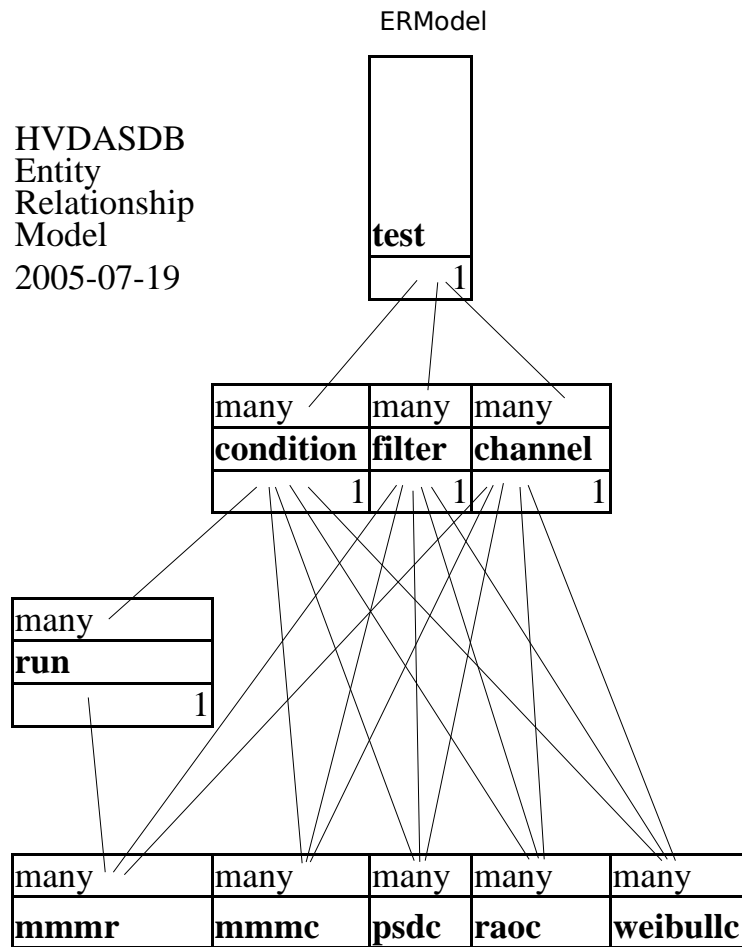 ERModel
HVDASDB
Entity
Relationship
Model
2005-07-19
test
1
many many many
condition filter channel
1 1 1
many
run
1
many many many many many
mmmr mmmc psdc raoc weibullc